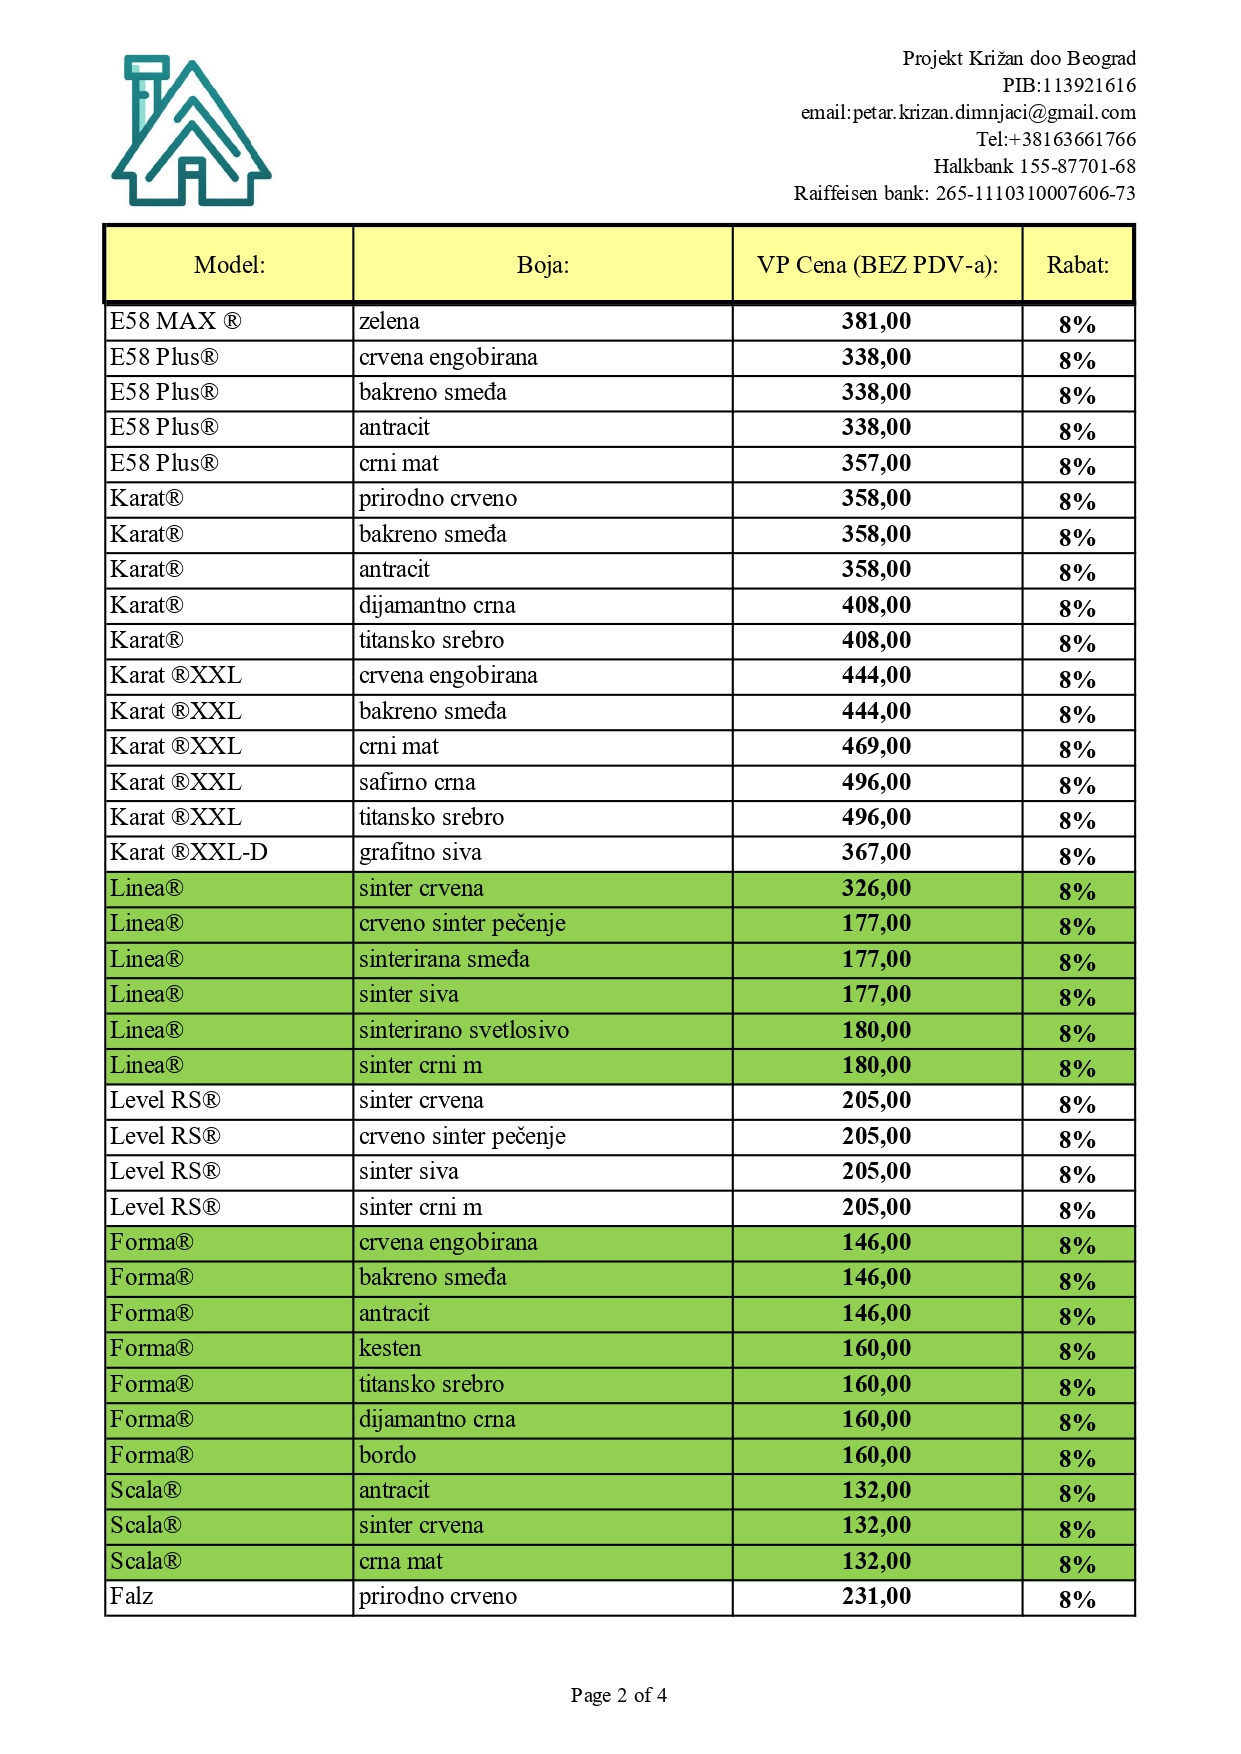 Projekt Križan doo Beograd
PIB:113921616
email:petar.krizan.dimnjaci@gmail.com
Tel:+38163661766
Halkbank 155-87701-68
Raiffeisen bank: 265-1110310007606-73
Model: Boja: VP Cena (BEZ PDV-a): Rabat:
E58 MAX ® zelena 381,00 8%
E58 Plus® crvena engobirana 338,00 8%
E58 Plus® bakreno smeđa 338,00 8%
E58 Plus® antracit 338,00 8%
E58 Plus® crni mat 357,00 8%
Karat® prirodno crveno 358,00 8%
Karat® bakreno smeđa 358,00 8%
Karat® antracit 358,00 8%
Karat® dijamantno crna 408,00 8%
Karat® titansko srebro 408,00 8%
Karat ®XXL crvena engobirana 444,00 8%
Karat ®XXL bakreno smeđa 444,00 8%
Karat ®XXL crni mat 469,00 8%
Karat ®XXL safirno crna 496,00 8%
Karat ®XXL titansko srebro 496,00 8%
Karat ®XXL-D grafitno siva 367,00 8%
Linea® sinter crvena 326,00 8%
Linea® crveno sinter pečenje 177,00 8%
Linea® sinterirana smeđa 177,00 8%
Linea® sinter siva 177,00 8%
Linea® sinterirano svetlosivo 180,00 8%
Linea® sinter crni m 180,00 8%
Level RS® sinter crvena 205,00 8%
Level RS® crveno sinter pečenje 205,00 8%
Level RS® sinter siva 205,00 8%
Level RS® sinter crni m 205,00 8%
Forma® crvena engobirana 146,00 8%
Forma® bakreno smeđa 146,00 8%
Forma® antracit 146,00 8%
Forma® kesten 160,00 8%
Forma® titansko srebro 160,00 8%
Forma® dijamantno crna 160,00 8%
Forma® bordo 160,00 8%
Scala® antracit 132,00 8%
Scala® sinter crvena 132,00 8%
Scala® crna mat 132,00 8%
Falz prirodno crveno 231,00 8%
Page 2 of 4